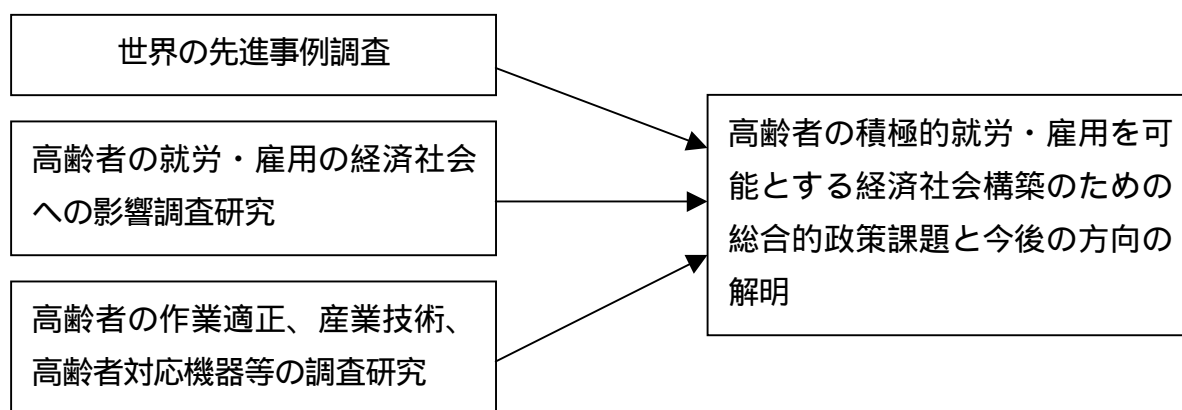 世界の先進事例調査
高齢者の就労・雇用の経済社会
への影響調査研究
高齢者の作業適正、産業技術、
高齢者対応機器等の調査研究
高齢者の積極的就労・雇用を可
能とする経済社会構築のための
総合的政策課題と今後の方向の
解明